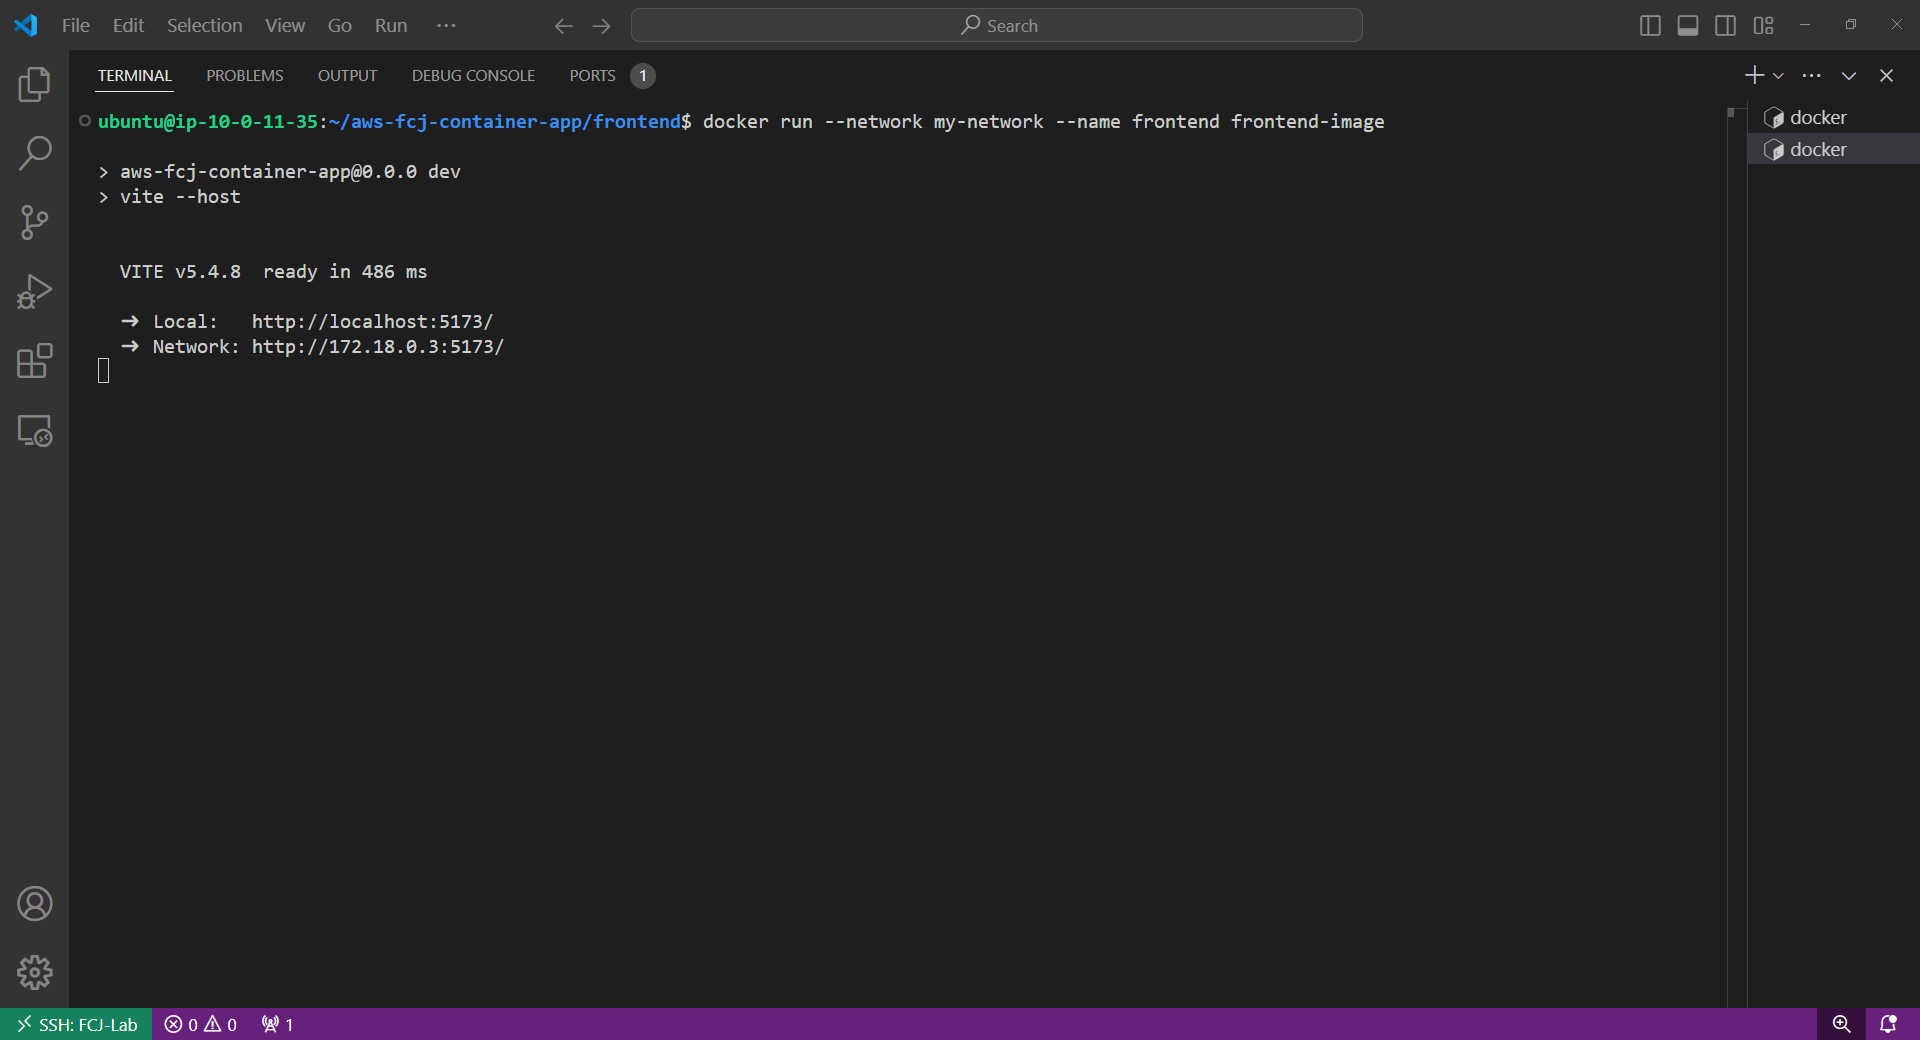 File Edit Selection View Go Run ··· Search
TERMINAL PROBLEMS OUTPUT DEBUG CONSOLE PORTS 1
ubuntu@ip-10-0-11-35:~/aws-fcj-container-app/frontend$ docker run --network my-network --name frontend frontend-image
> aws-fcj-container-app@0.0.0 dev
> vite --host
VITE v5.4.8  ready in 486 ms
➜ Local:   http://localhost:5173/
➜ Network: http://172.18.0.3:5173/
docker
docker
SSH: FCJ-Lab 0 0 1